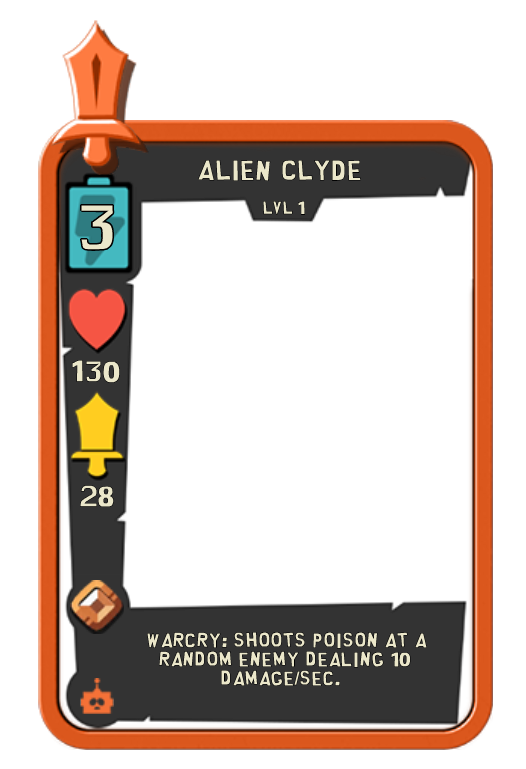 ALIEN CLYDE
LVL 1
3
130
28
WARCRY: SHOOTS POISON AT A
RANDOM ENEMY DEALING 10
DAMAGE/SEC.